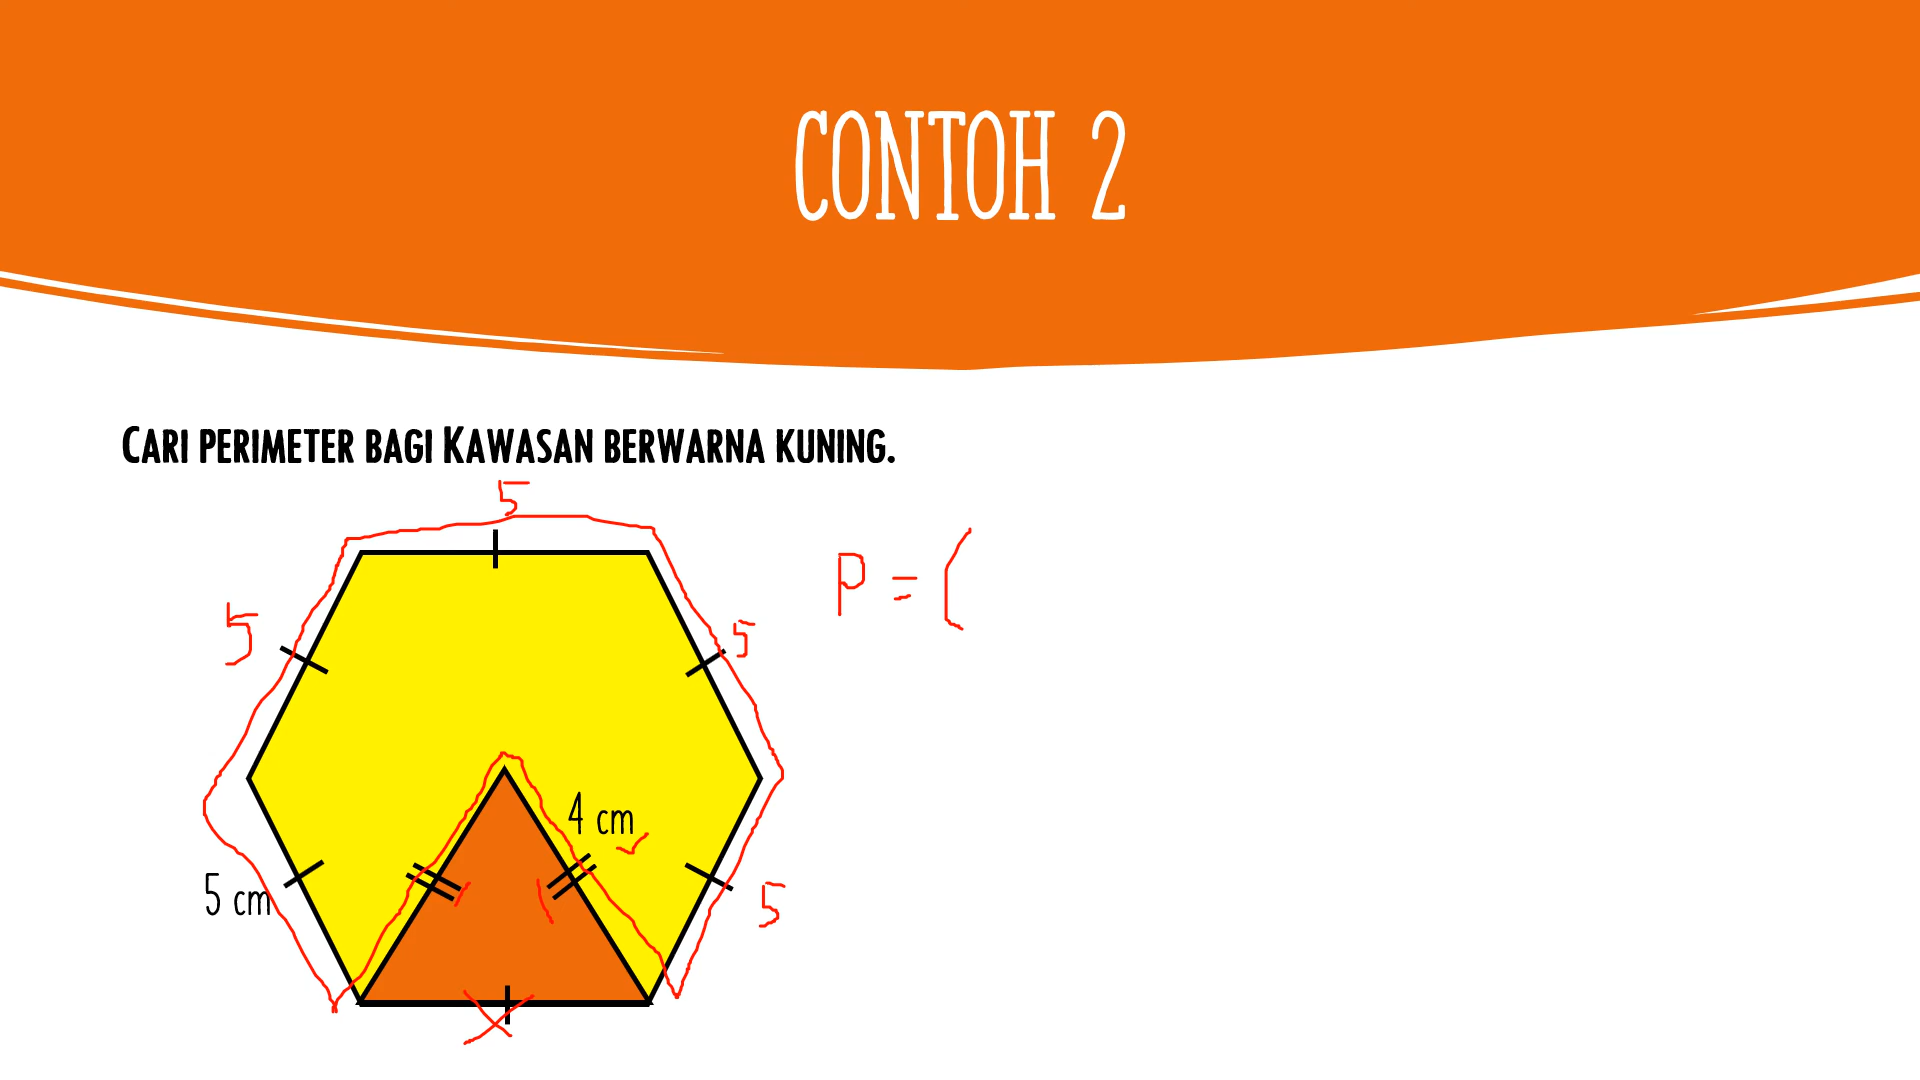 CONTOH 2
CARI PERIMETER BAGI KAWASAN BERWARNA KUNING.
5
P = (
5
5
4 cm
5 cm
5